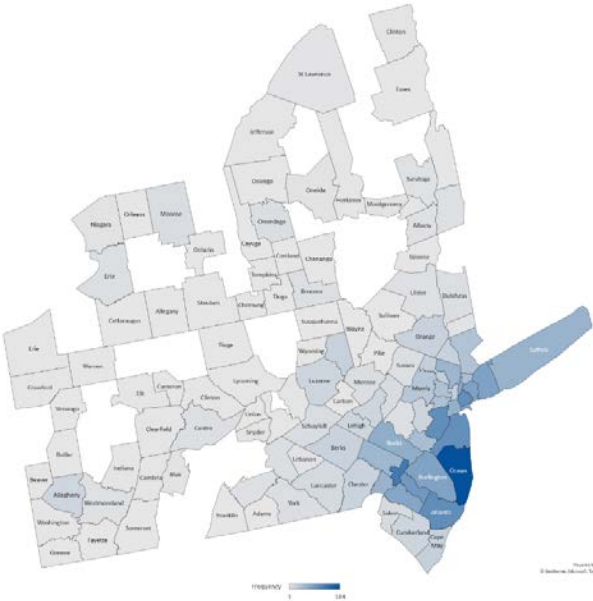 Clinton
St Lawrence
Essex
Jefferson
Oswego
Oneida
Herkimer
Montgomery
Saratoga
Niagara
Orleans
Monroe
Onondaga
Albany
Ontario
Cayuga
Cortland
Chenango
Greene
Erie
Tompkins
Broome
Cattaraugus
Allegany
Steuben
Chemung
Tioga
Ulster
Dutchess
Susquehanna
Sullivan
Orange
Erie
Wayne
Suffolk
Crawford
Warren
Tioga
Wyoming
Pike
Sussex
Elk
Cameron
Lycoming
Luzerne
Monroe
Morris
Venango
Clinton
Carbon
Clearfield
Centre
Union
Snyder
Schuylkill
Lehigh
Bucks
Butler
Indiana
Cambria
Blair
Lebanon
Berks
Ocean
Beaver
Allegheny
Westmoreland
Lancaster
Chester
Burlington
Washington
Somerset
Franklin
Adams
York
Salem
Atlantic
Greene
Fayette
Cumberland
Cape
May
Frequency
1